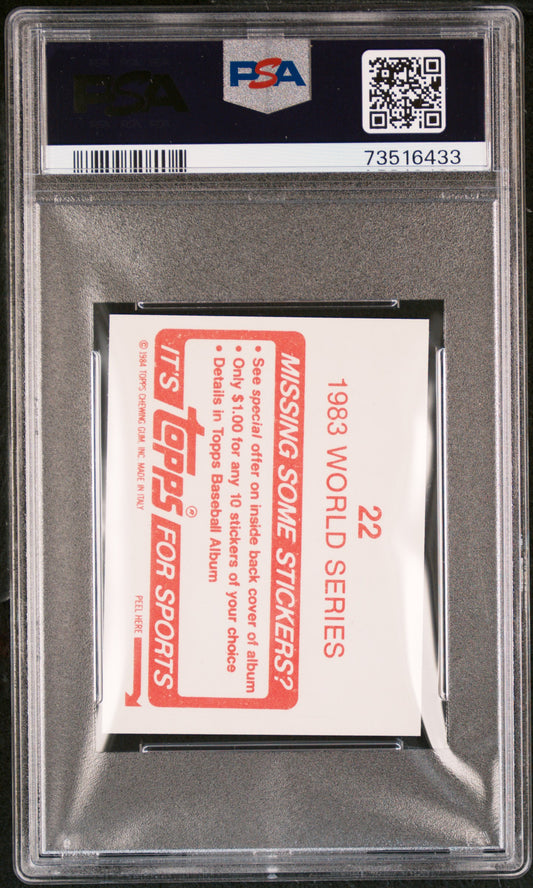 PSA
PSA
73516433
22
1983 WORLD SERIES
MISSING SOME STICKERS?
• See special offer on inside back cover of album
• Only $1.00 for any 10 stickers of your choice
• Details in Topps Baseball Album
IT'S TOPPS® FOR SPORTS
© 1984 TOPPS CHEWING GUM, INC. MADE IN ITALY
PEEL HERE